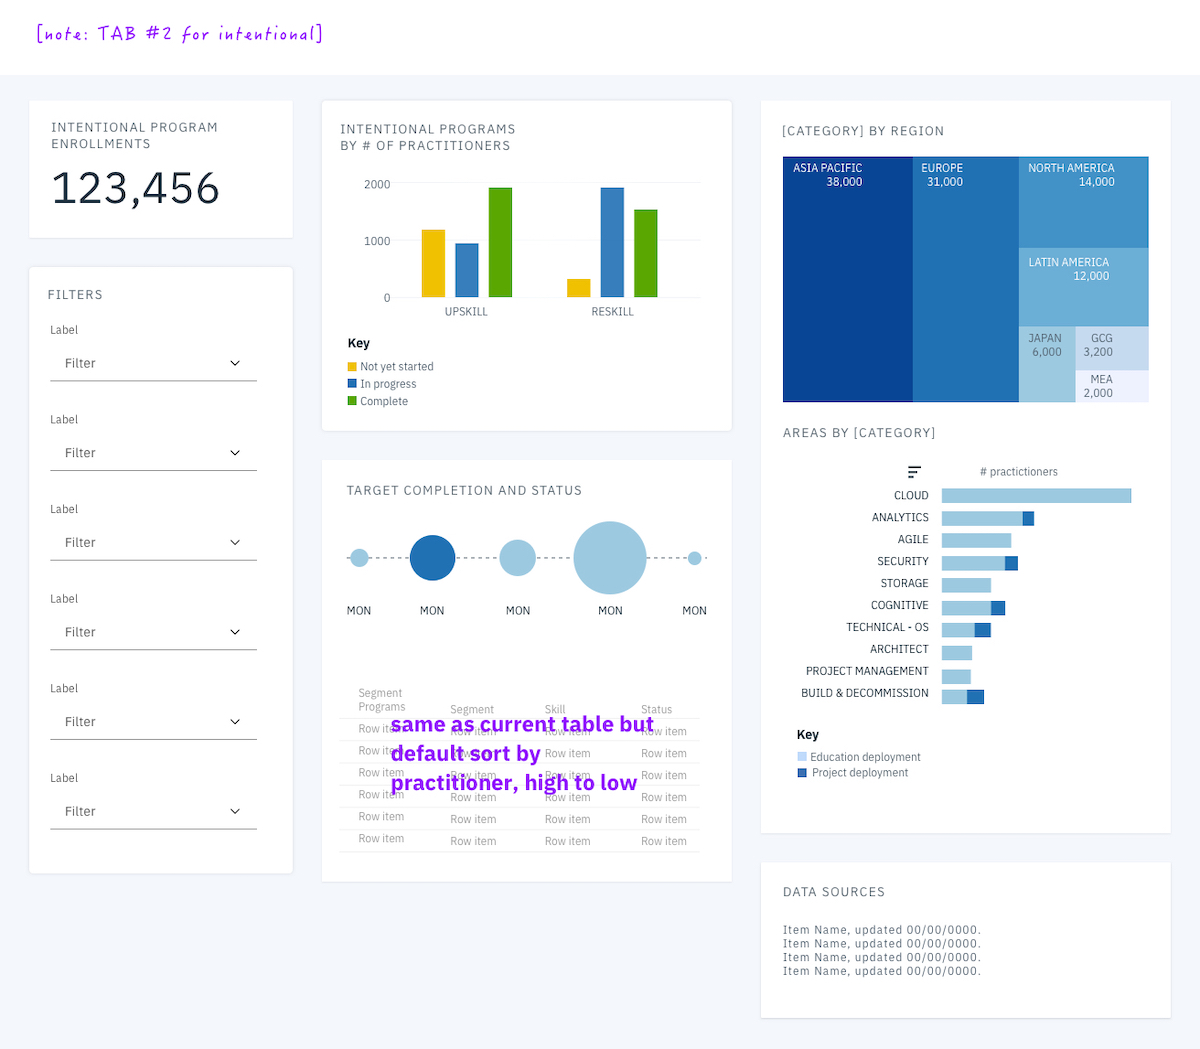 [note: TAB #2 for intentional]
INTENTIONAL PROGRAM
ENROLLMENTS
123,456
FILTERS
Label
Filter
Label
Filter
Label
Filter
Label
Filter
Label
Filter
Label
Filter
INTENTIONAL PROGRAMS
BY # OF PRACTITIONERS
2000
1000
0
UPSKILL
RESKILL
Key
Not yet started
In progress
Complete
TARGET COMPLETION AND STATUS
MON MON MON MON MON
Segment
Programs Segment Skill Status
same as current table but
default sort by
practitioner, high to low
Row item Row item Row item Row item
Row item Row item Row item Row item
Row item Row item Row item Row item
Row item Row item Row item Row item
Row item Row item Row item Row item
Row item Row item Row item Row item
[CATEGORY] BY REGION
ASIA PACIFIC
38,000
EUROPE
31,000
NORTH AMERICA
14,000
LATIN AMERICA
12,000
JAPAN
6,000
GCG
3,200
MEA
2,000
AREAS BY [CATEGORY]
# practictioners
CLOUD
ANALYTICS
AGILE
SECURITY
STORAGE
COGNITIVE
TECHNICAL - OS
ARCHITECT
PROJECT MANAGEMENT
BUILD & DECOMMISSION
Key
Education deployment
Project deployment
DATA SOURCES
Item Name, updated 00/00/0000.
Item Name, updated 00/00/0000.
Item Name, updated 00/00/0000.
Item Name, updated 00/00/0000.